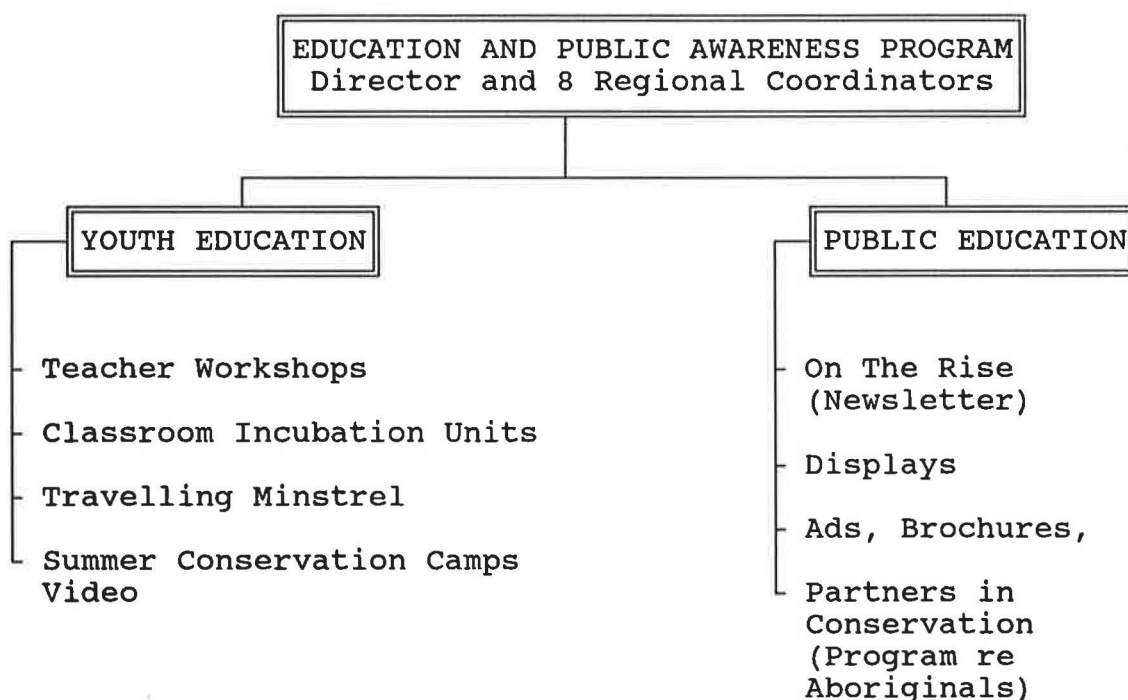 EDUCATION AND PUBLIC AWARENESS PROGRAM
Director and 8 Regional Coordinators
YOUTH EDUCATION
Teacher Workshops
Classroom Incubation Units
Travelling Minstrel
Summer Conservation Camps
Video
PUBLIC EDUCATION
On The Rise
(Newsletter)
Displays
Ads, Brochures,
Partners in
Conservation
(Program re
Aboriginals)